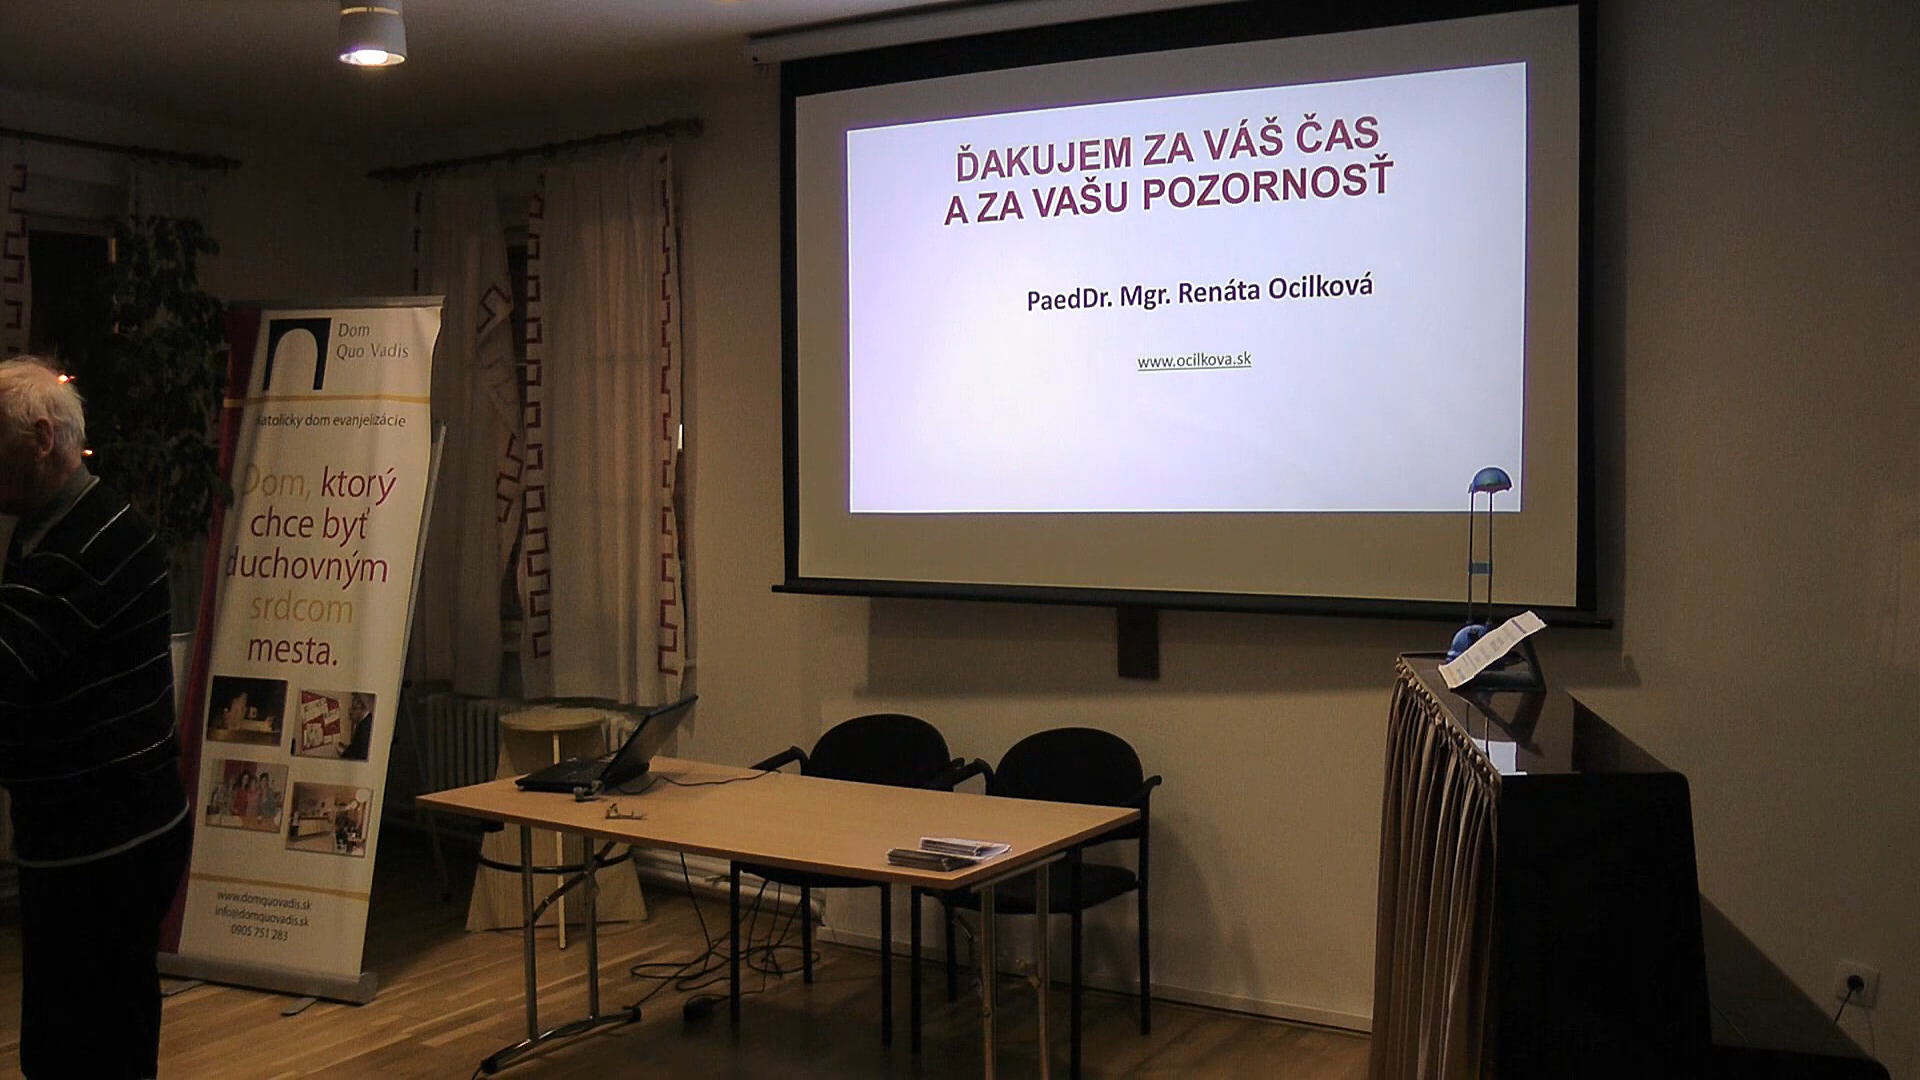 ĎAKUJEM ZA VÁŠ ČAS
A ZA VAŠU POZORNOSŤ
PaedDr. Mgr. Renáta Ocilková
www.ocilkova.sk
Dom
Quo Vadis
katolícky dom evanjelizácie
Dom, ktorý
chce byť
duchovným
srdcom
mesta.
www.domquovadis.sk
info@domquovadis.sk
0905 751 283